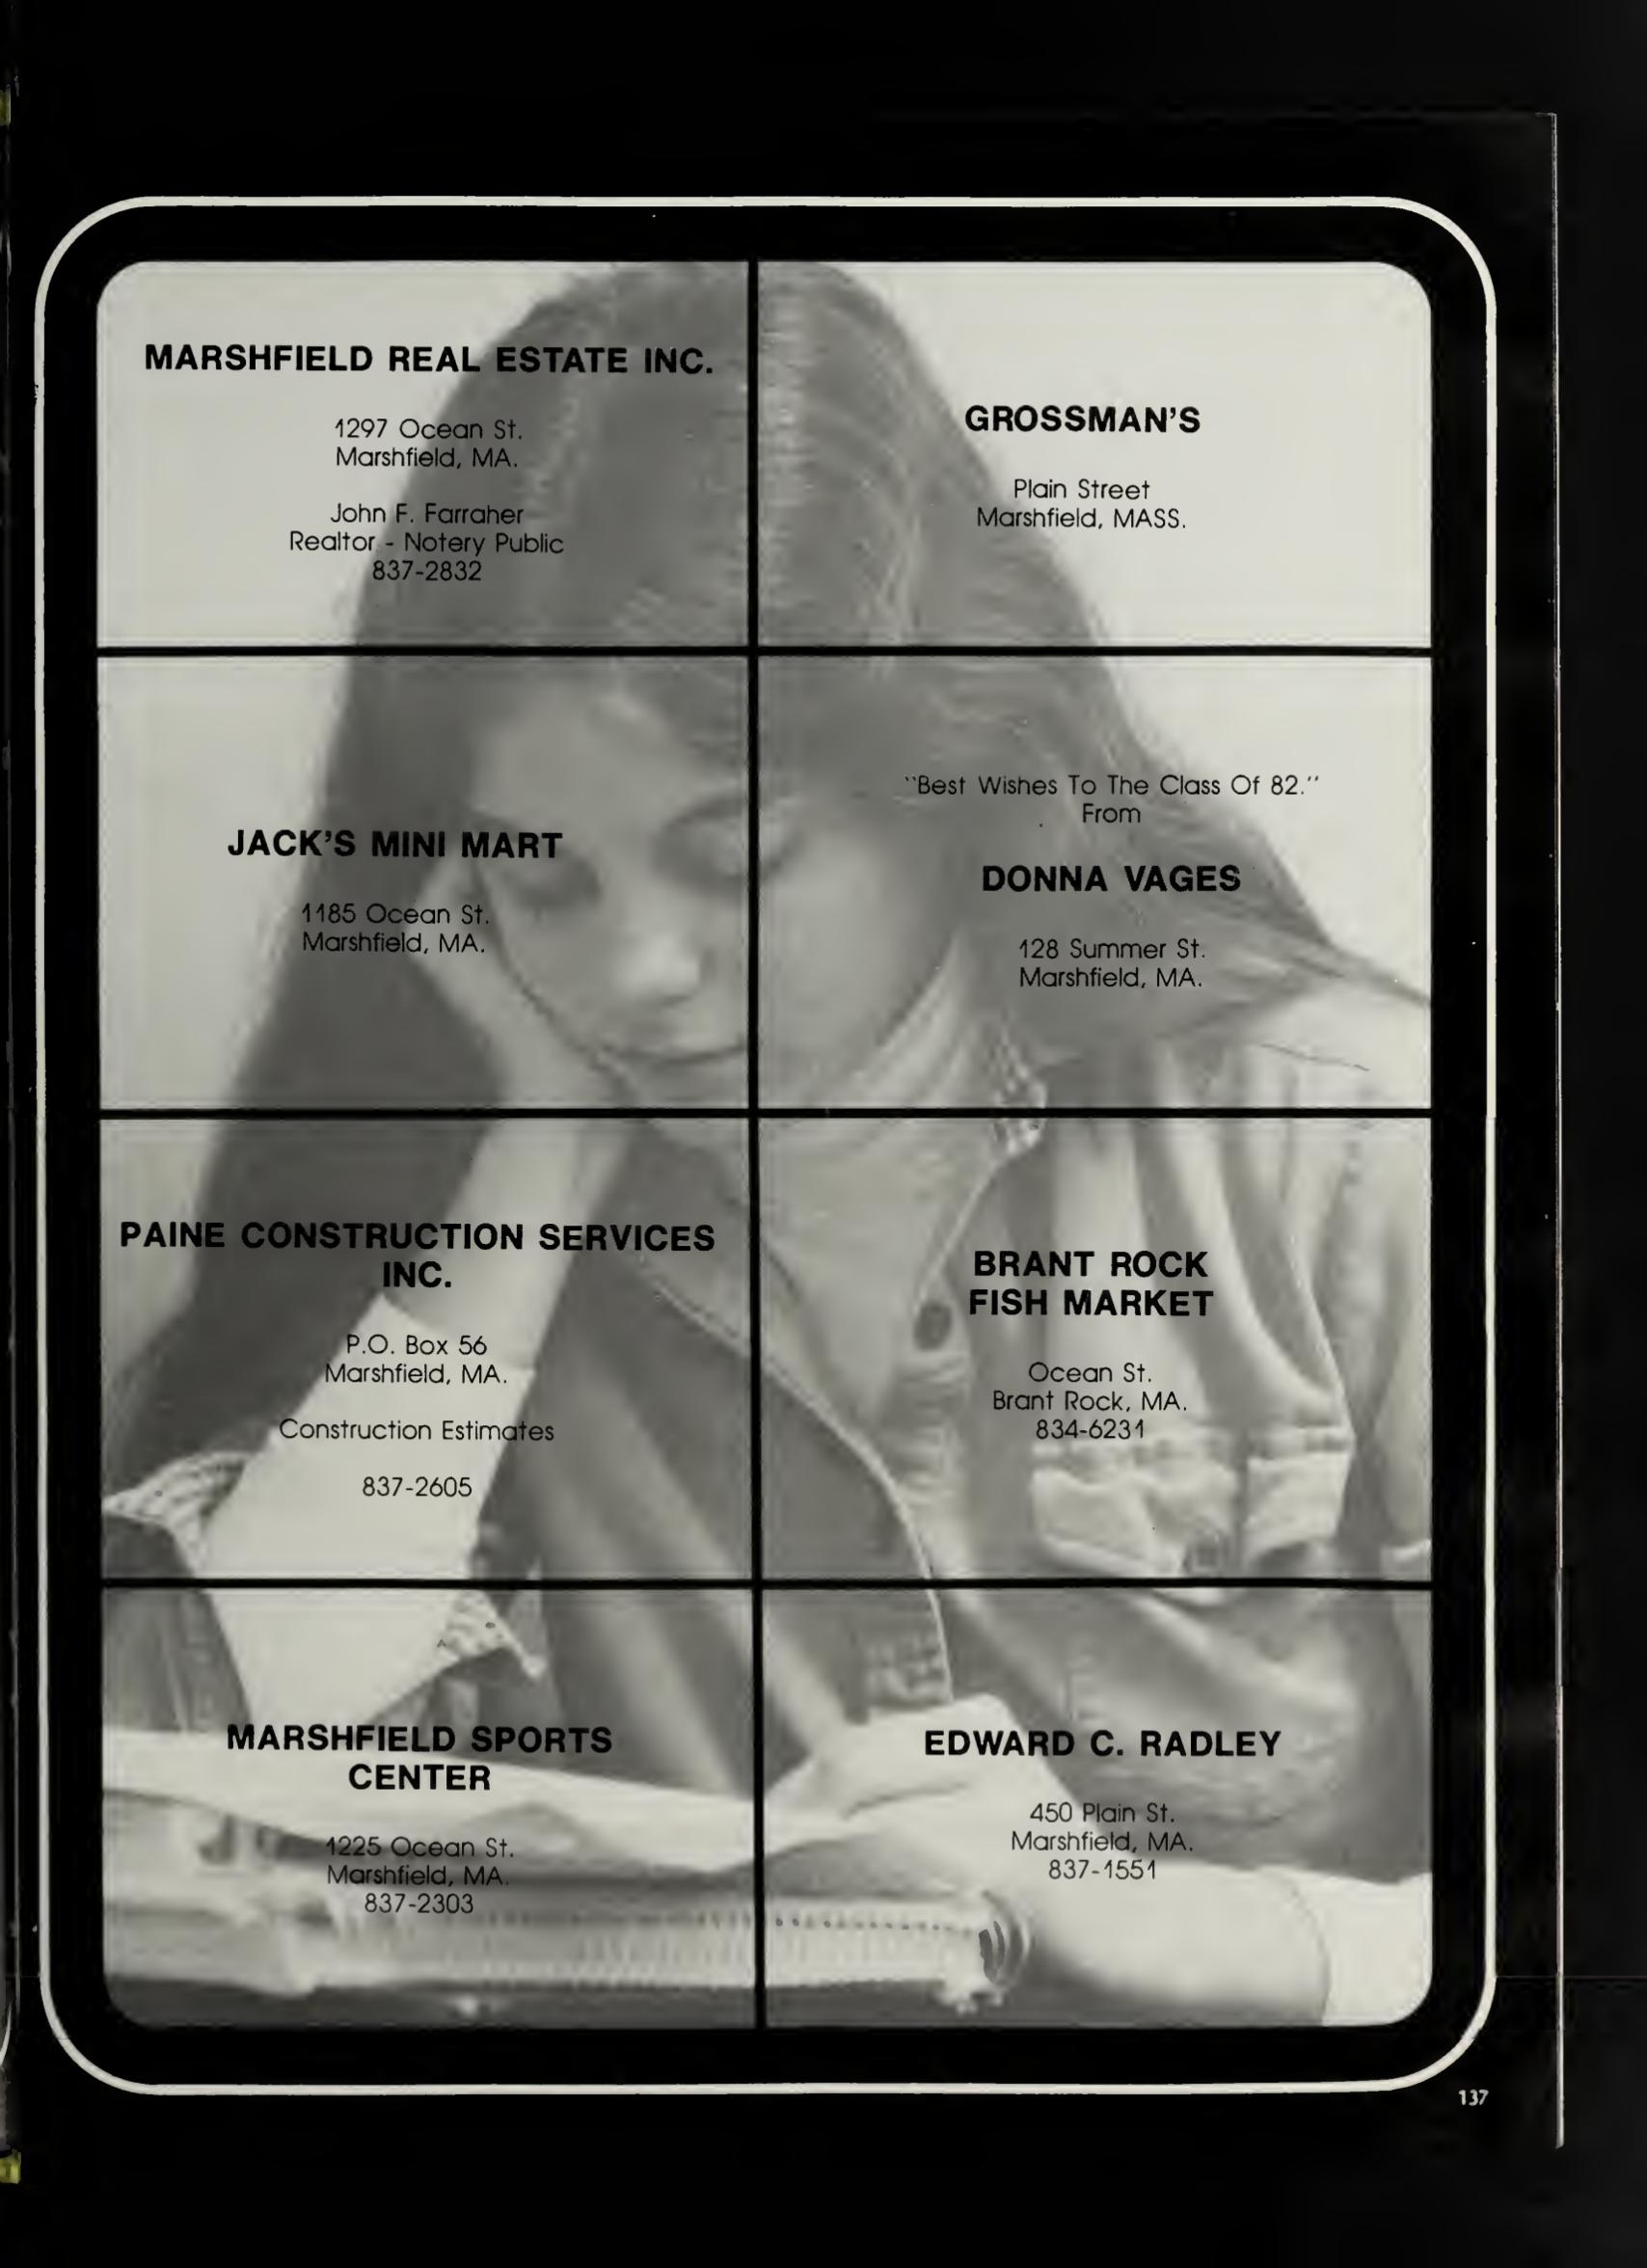 MARSHFIELD REAL ESTATE INC.
1297 Ocean St.
Marshfield, MA.
John F. Farraher
Realtor - Notery Public
837-2832
GROSSMAN'S
Plain Street
Marshfield, MASS.
JACK'S MINI MART
1185 Ocean St.
Marshfield, MA.
"Best Wishes To The Class Of 82."
From
DONNA VAGES
128 Summer St.
Marshfield, MA.
PAINE CONSTRUCTION SERVICES
INC.
P.O. Box 56
Marshfield, MA.
Construction Estimates
837-2605
BRANT ROCK
FISH MARKET
Ocean St.
Brant Rock, MA.
834-6231
MARSHFIELD SPORTS
CENTER
1225 Ocean St.
Marshfield, MA.
837-2303
EDWARD C. RADLEY
450 Plain St.
Marshfield, MA.
837-1551
137